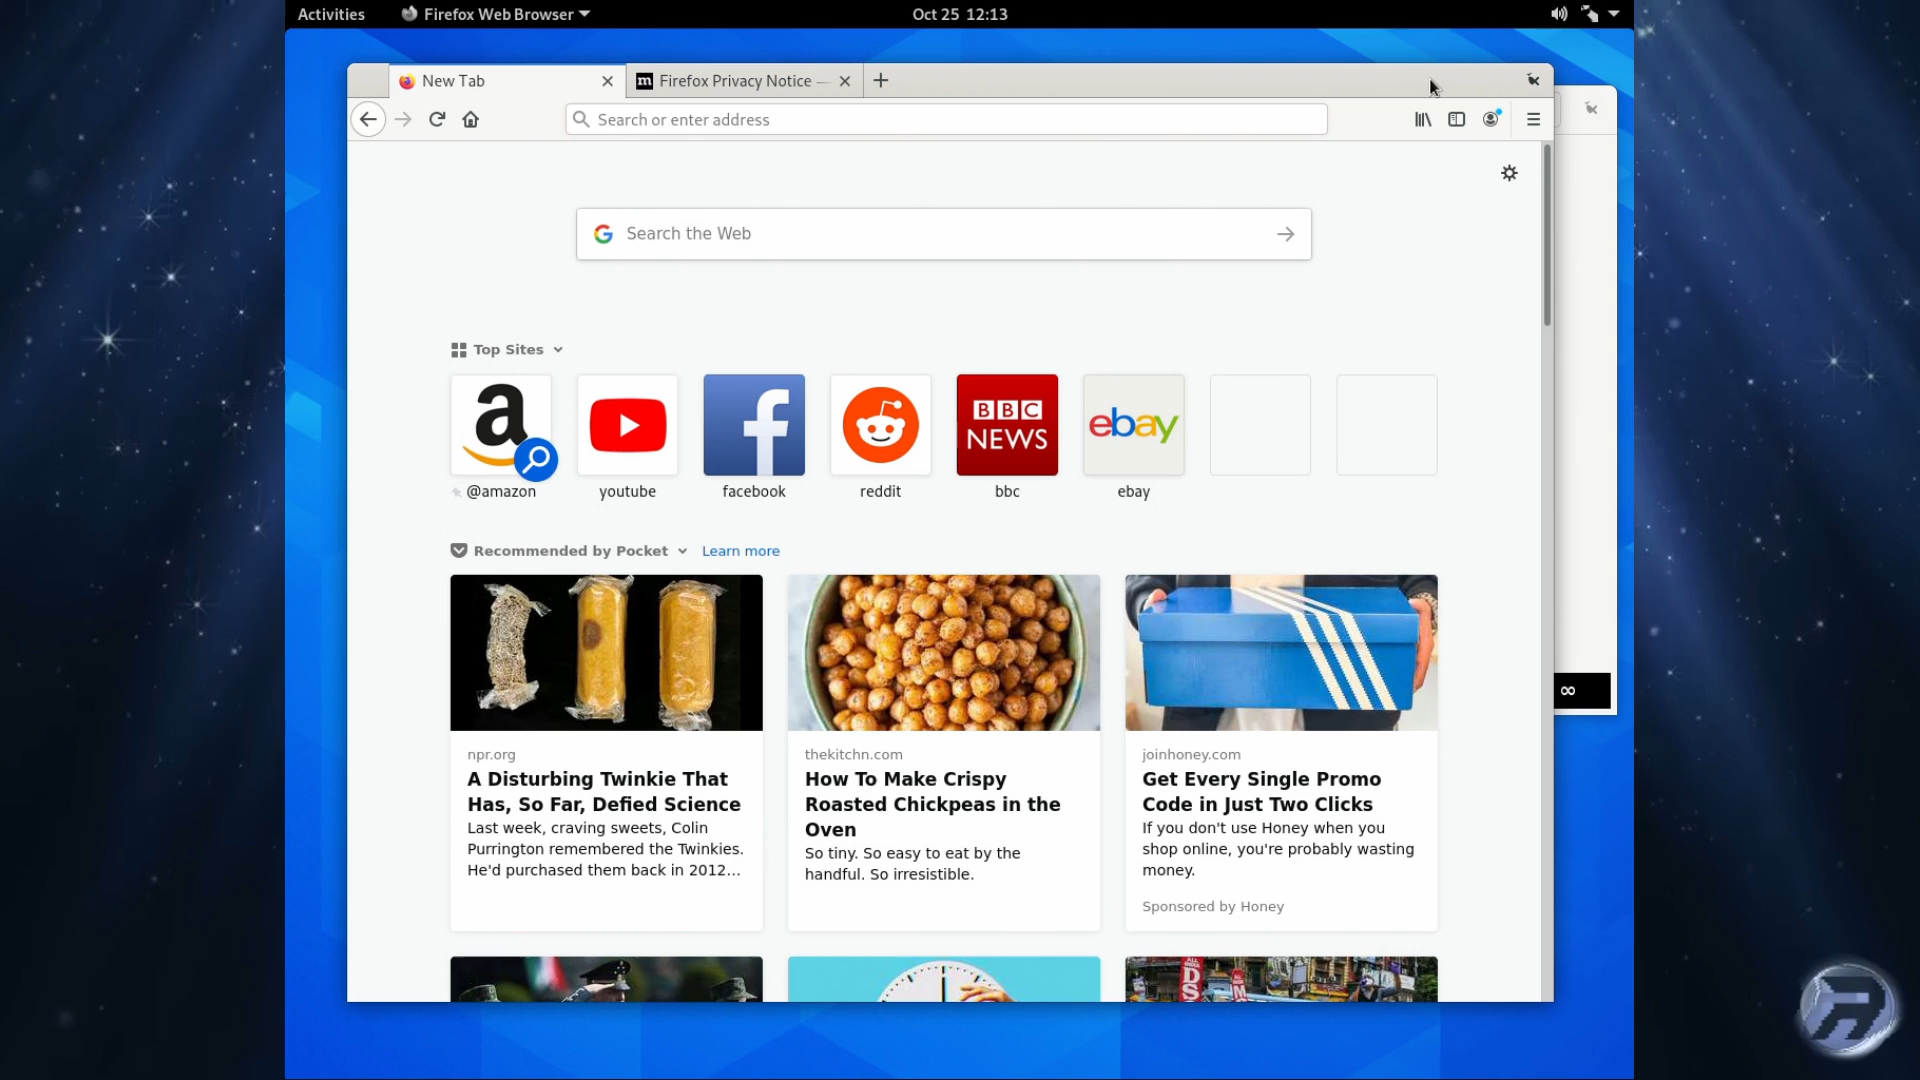 Activities
Firefox Web Browser
Oct 25 12:13
New Tab
m
Firefox Privacy Notice —
Search or enter address
G
Search the Web
Top Sites
a
f
BBC
NEWS
ebay
@amazon
youtube
facebook
reddit
bbc
ebay
Recommended by Pocket
Learn more
npr.org
A Disturbing Twinkie That
Has, So Far, Defied Science
Last week, craving sweets, Colin
Purrington remembered the Twinkies.
He'd purchased them back in 2012...
thekitchn.com
How To Make Crispy
Roasted Chickpeas in the
Oven
So tiny. So easy to eat by the
handful. So irresistible.
joinhoney.com
Get Every Single Promo
Code in Just Two Clicks
If you don't use Honey when you
shop online, you're probably wasting
money.
Sponsored by Honey
∞